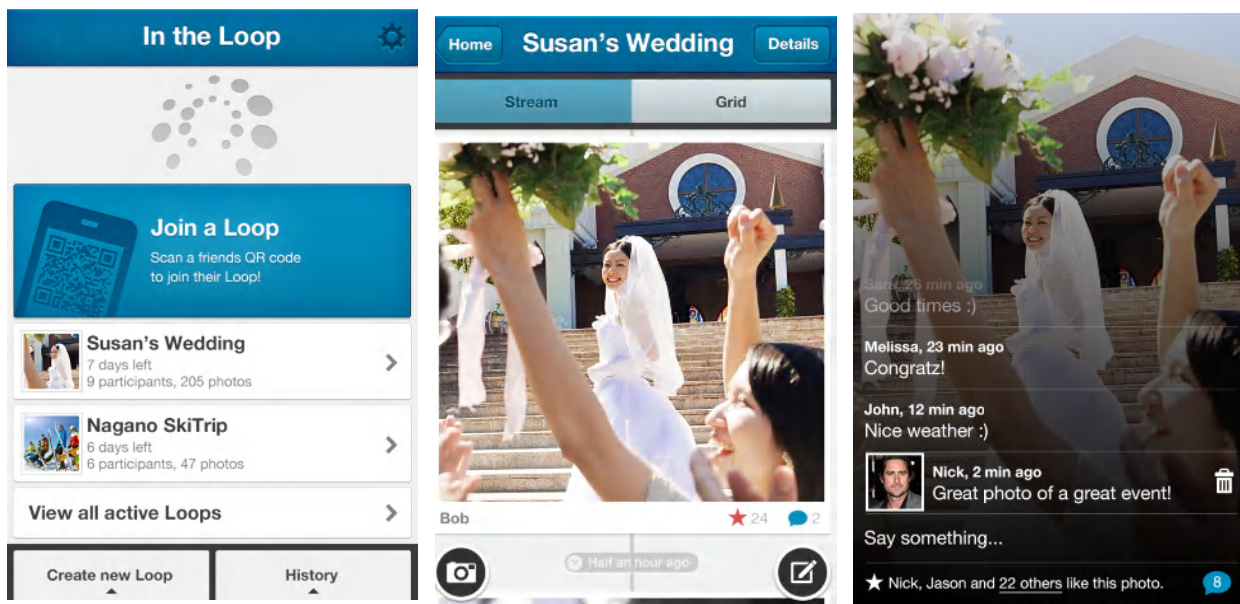 In the Loop
Join a Loop
Scan a friends QR code
to join their Loop!
Susan's Wedding
7 days left
9 participants, 205 photos
Nagano SkiTrip
6 days left
6 participants, 47 photos
View all active Loops
Create new Loop
History
Home
Susan's Wedding
Details
Stream
Grid
Bob
24
2
Half an hour ago
Sara, 26 min ago
Good times :)
Melissa, 23 min ago
Congratz!
John, 12 min ago
Nice weather :)
Nick, 2 min ago
Great photo of a great event!
Say something...
Nick, Jason and 22 others like this photo.
8